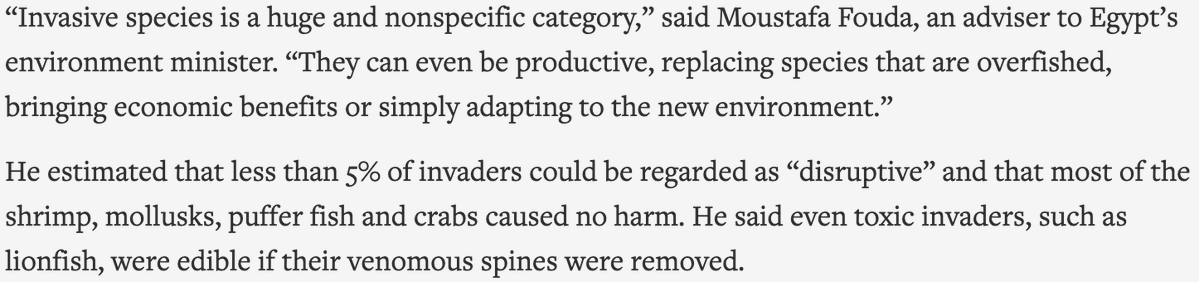 “Invasive species is a huge and nonspecific category,” said Moustafa Fouda, an adviser to Egypt’s
environment minister. “They can even be productive, replacing species that are overfished,
bringing economic benefits or simply adapting to the new environment.”
He estimated that less than 5% of invaders could be regarded as “disruptive” and that most of the
shrimp, mollusks, puffer fish and crabs caused no harm. He said even toxic invaders, such as
lionfish, were edible if their venomous spines were removed.